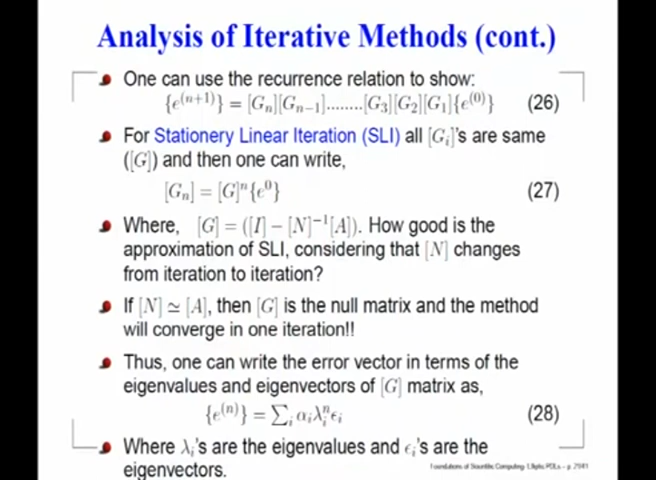 Analysis of Iterative Methods (cont.)
One can use the recurrence relation to show:
{e^(n+1)} = [G_n][G_{n−1}]........[G_3][G_2][G_1]{e^(0)} (26)
For Stationery Linear Iteration (SLI) all [G_i]'s are same
([G]) and then one can write,
[G_n] = [G]^n{e^0} (27)
Where, [G] = ([I] − [N]^−1[A]). How good is the
approximation of SLI, considering that [N] changes
from iteration to iteration?
If [N] ≃ [A], then [G] is the null matrix and the method
will converge in one iteration!!
Thus, one can write the error vector in terms of the
eigenvalues and eigenvectors of [G] matrix as,
{e^(n)} = ∑_i α_i λ_i^n ϵ_i (28)
Where λ_i's are the eigenvalues and ϵ_i's are the
eigenvectors.
Foundations of Scientific Computing